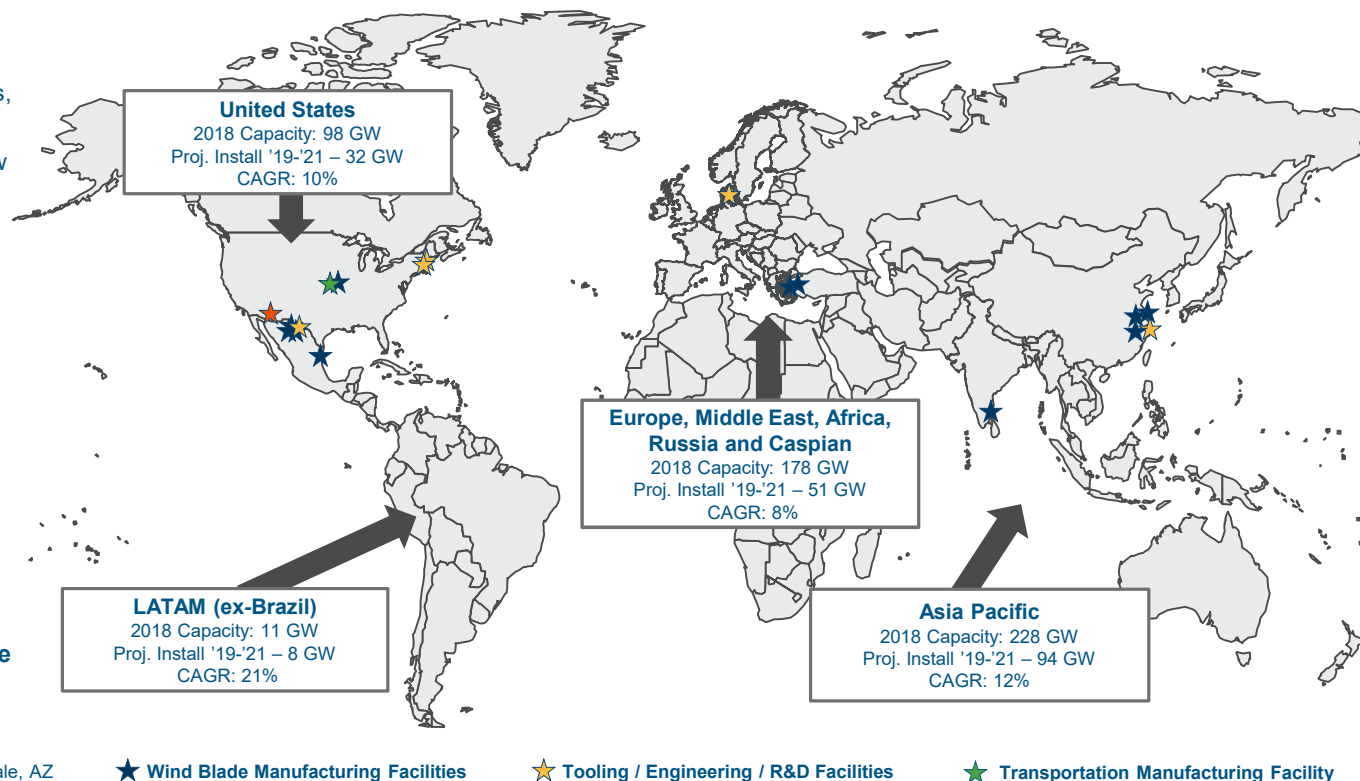 s,
w
United States
2018 Capacity: 98 GW
Proj. Install ’19-’21 – 32 GW
CAGR: 10%
Europe, Middle East, Africa,
Russia and Caspian
2018 Capacity: 178 GW
Proj. Install ’19-’21 – 51 GW
CAGR: 8%
LATAM (ex-Brazil)
2018 Capacity: 11 GW
Proj. Install ’19-’21 – 8 GW
CAGR: 21%
Asia Pacific
2018 Capacity: 228 GW
Proj. Install ’19-’21 – 94 GW
CAGR: 12%
e
ale, AZ
Wind Blade Manufacturing Facilities
Tooling / Engineering / R&D Facilities
Transportation Manufacturing Facility